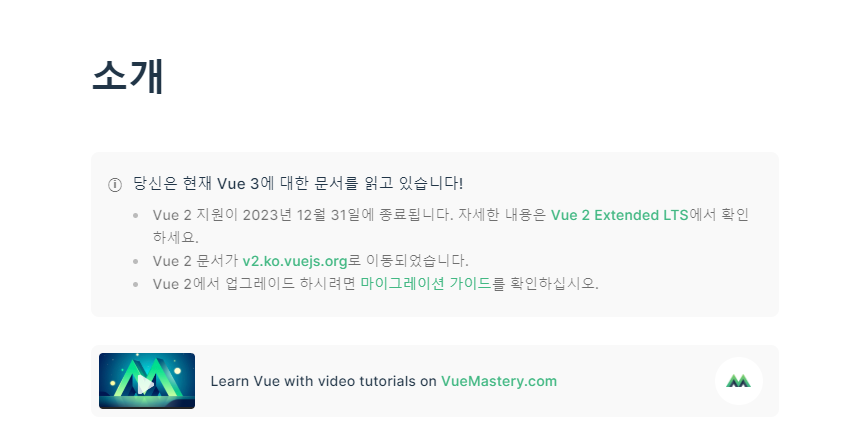 소개
당신은 현재 Vue 3에 대한 문서를 읽고 있습니다!
Vue 2 지원이 2023년 12월 31일에 종료됩니다. 자세한 내용은 Vue 2 Extended LTS에서 확인
하세요.
Vue 2 문서가 v2.ko.vuejs.org로 이동되었습니다.
Vue 2에서 업그레이드 하시려면 마이그레이션 가이드를 확인하십시오.
Learn Vue with video tutorials on VueMastery.com